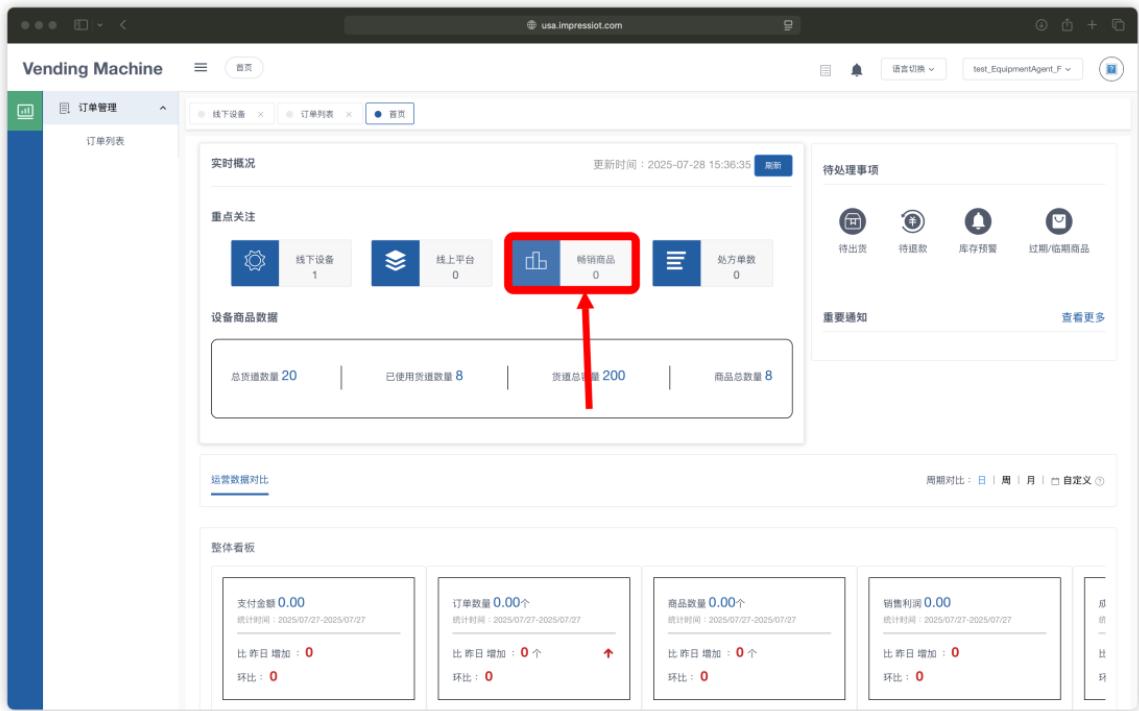 usa.impressiot.com
Vending Machine
首页
语言切换
test_EquipmentAgent_F
订单管理
订单列表
线下设备 ×
订单列表 ×
首页
实时概况
更新时间：2025-07-28 15:36:35
刷新
重点关注
线下设备
1
线上平台
0
畅销商品
0
处方单数
0
设备商品数据
总货道数量 20
已使用货道数量 8
货道总容量 200
商品总数量 8
待处理事项
待出货
待退款
库存预警
过期/临期商品
重要通知
查看更多
运营数据对比
周期对比： 日 | 周 | 月 | 自定义
整体看板
支付金额 0.00
统计时间：2025/07/27-2025/07/27
比 昨日 增加 ： 0
环比： 0
订单数量 0.00个
统计时间：2025/07/27-2025/07/27
比 昨日 增加 ： 0 个
环比： 0
商品数量 0.00个
统计时间：2025/07/27-2025/07/27
比 昨日 增加 ： 0 个
环比： 0
销售利润 0.00
统计时间：2025/07/27-2025/07/27
比 昨日 增加 ： 0
环比： 0